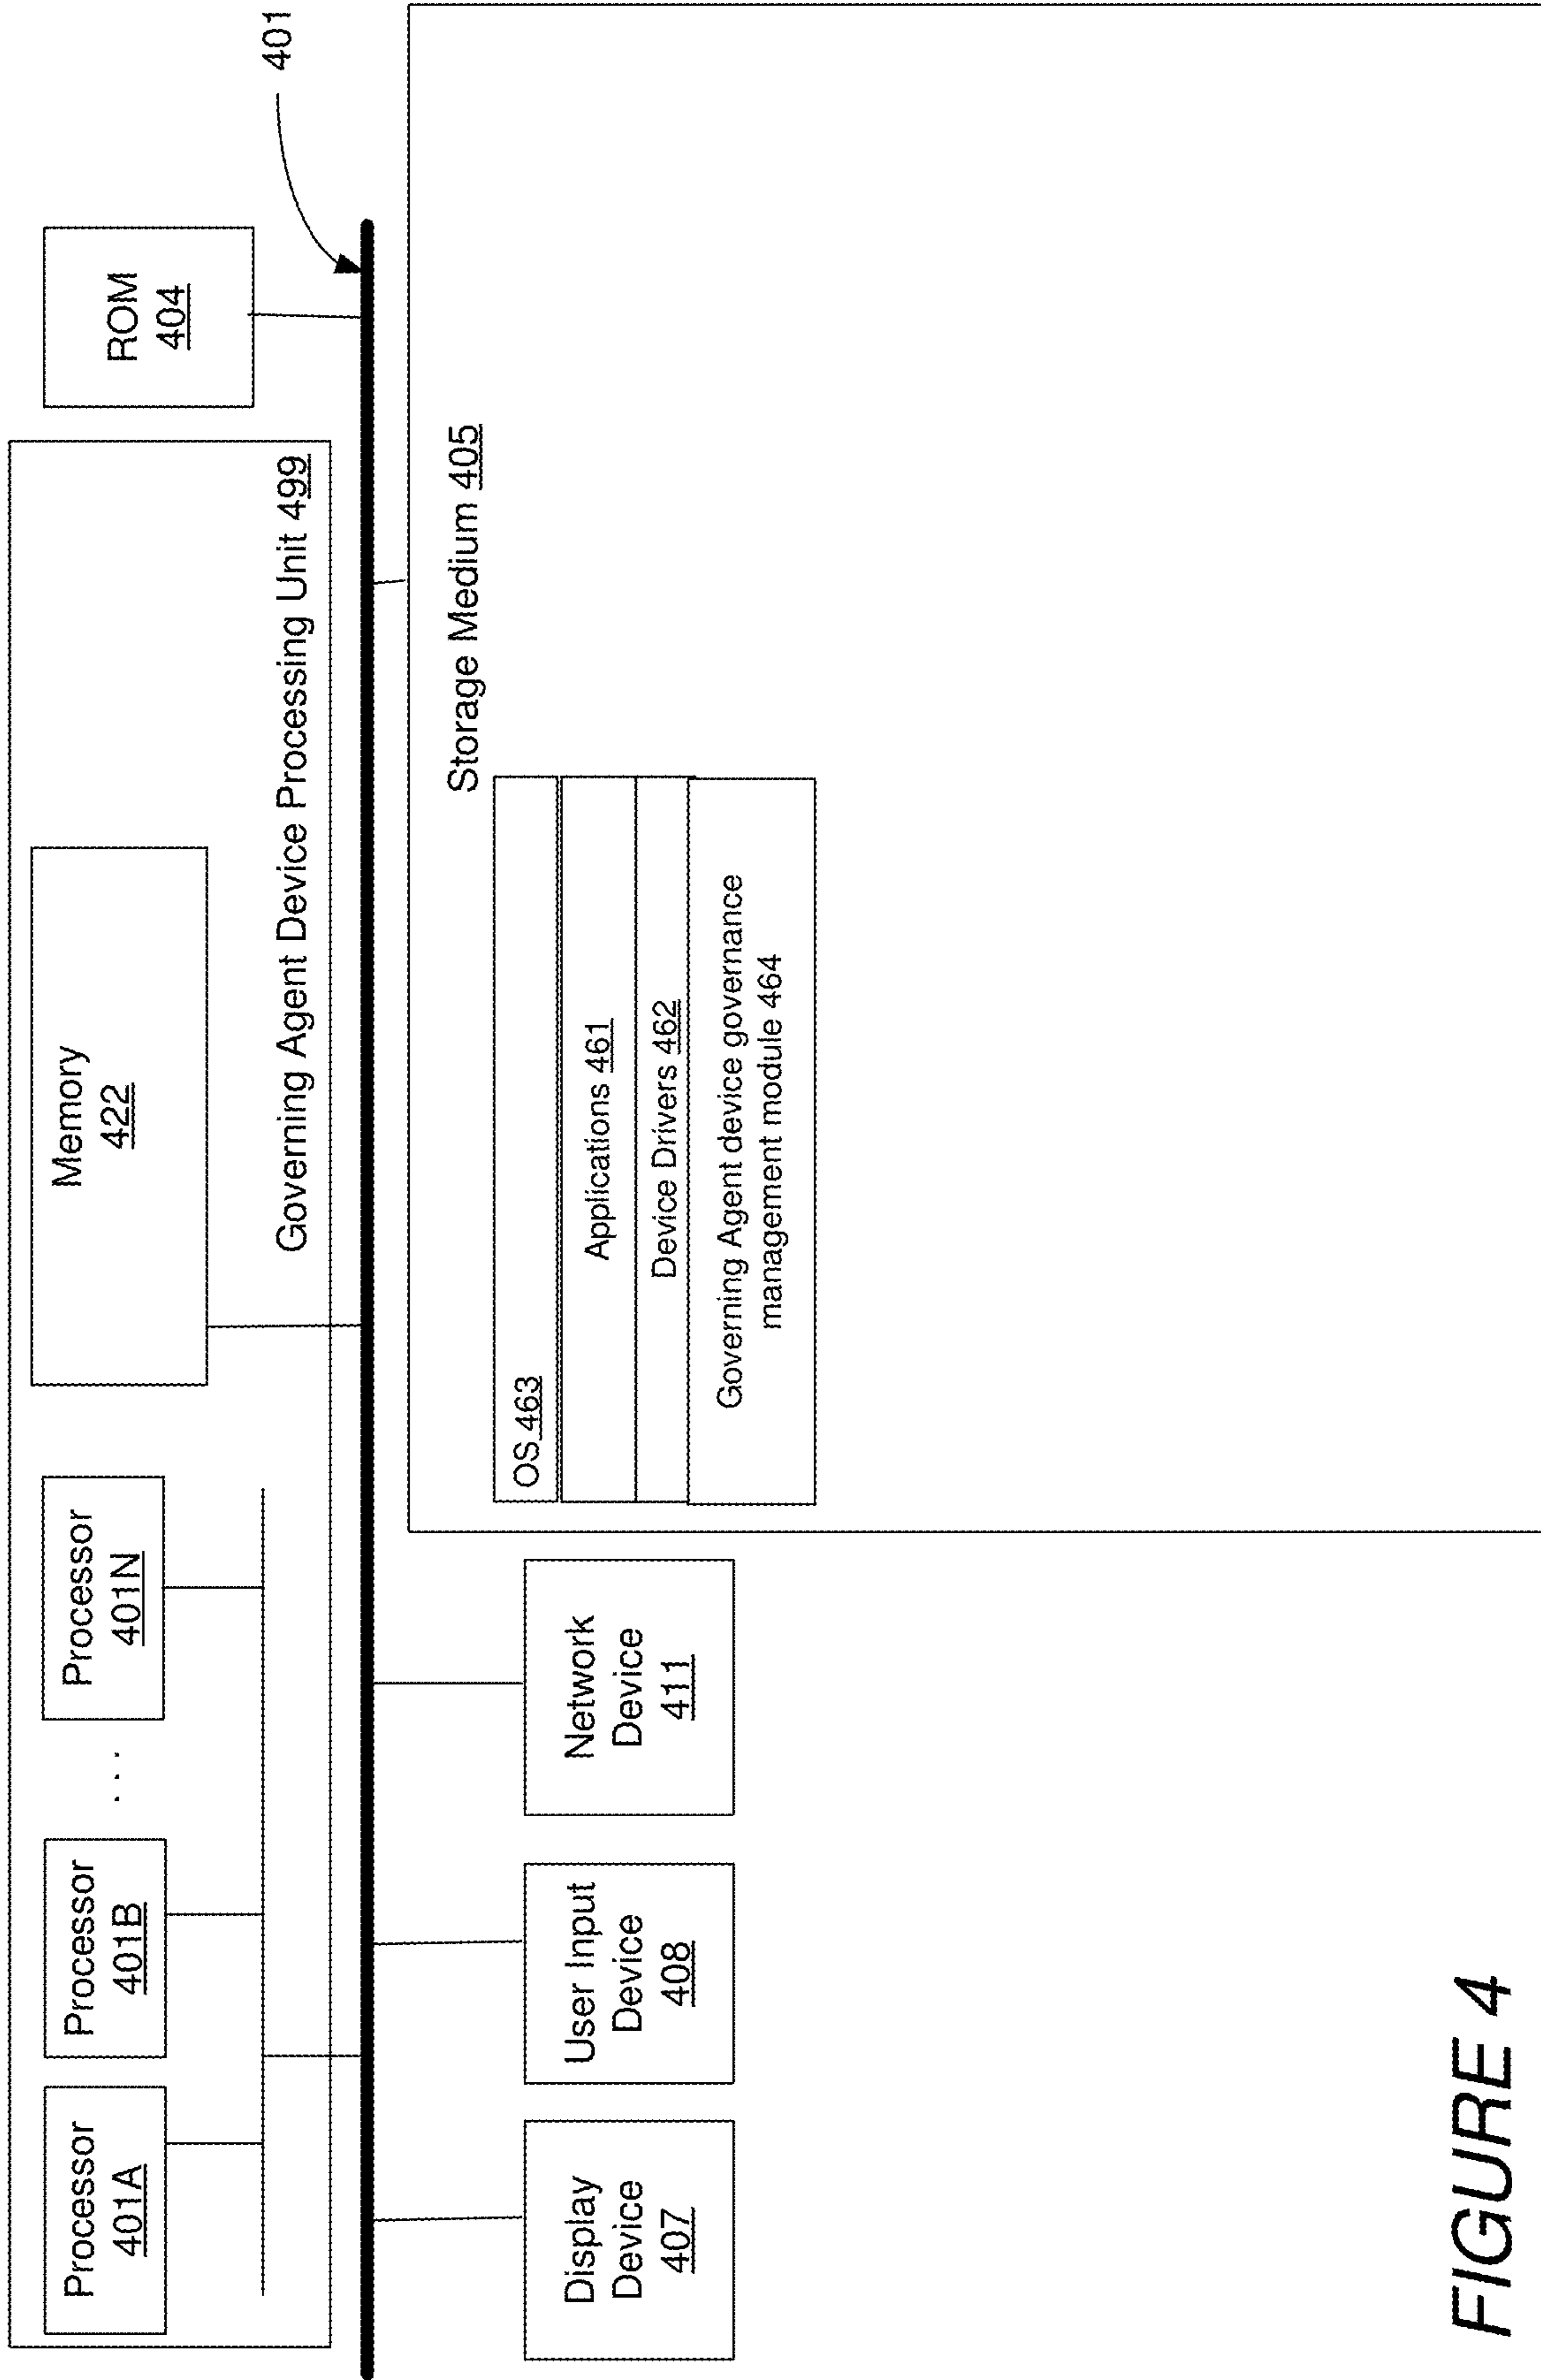 Processor
401A
Processor
401B
. . .
Processor
401N
Memory
422
Governing Agent Device Processing Unit 499
ROM
404
401
Display
Device
407
User Input
Device
408
Network
Device
411
Storage Medium 405
OS 463
Applications 461
Device Drivers 462
Governing Agent device governance
management module 464
FIGURE 4